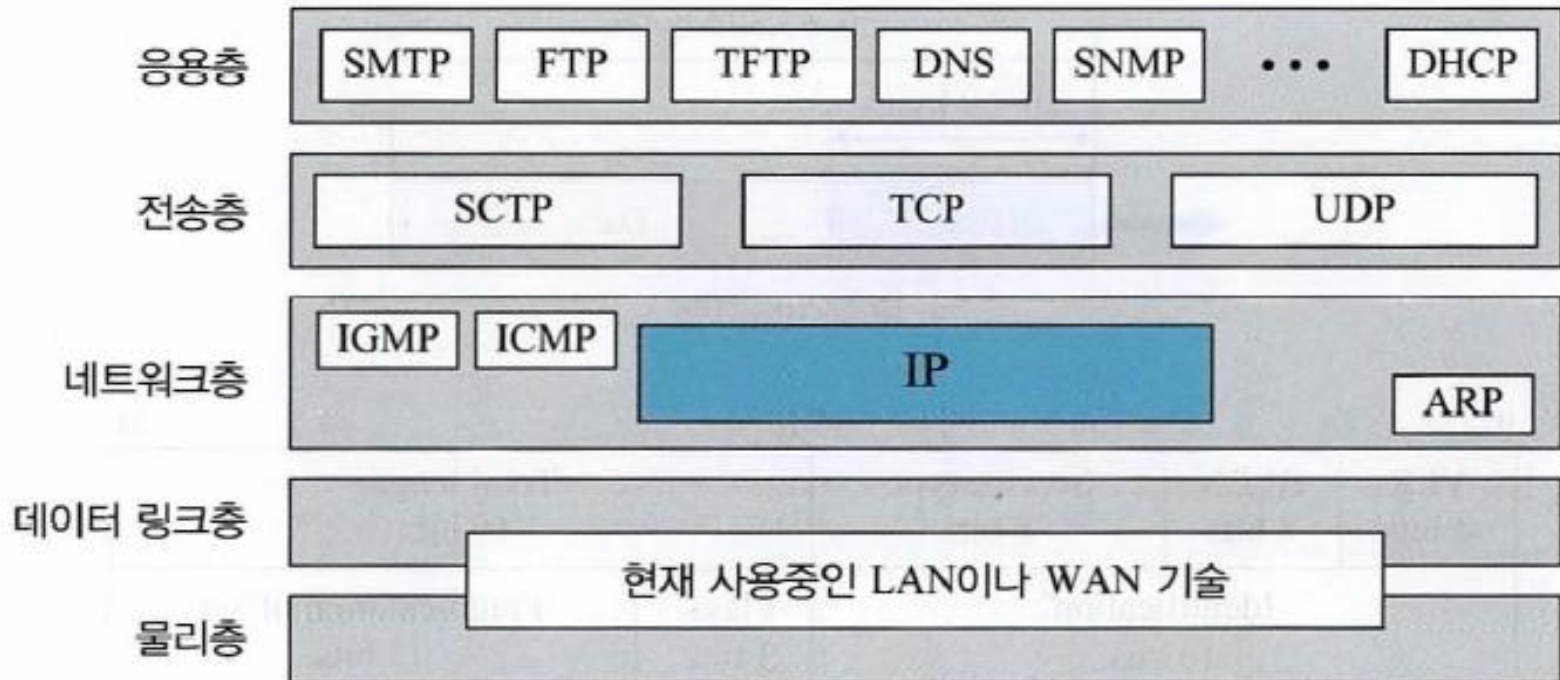 응용층 SMTP FTP TFTP DNS SNMP ••• DHCP
전송층 SCTP TCP UDP
네트워크층 IGMP ICMP IP ARP
데이터 링크층
현재 사용중인 LAN이나 WAN 기술
물리층